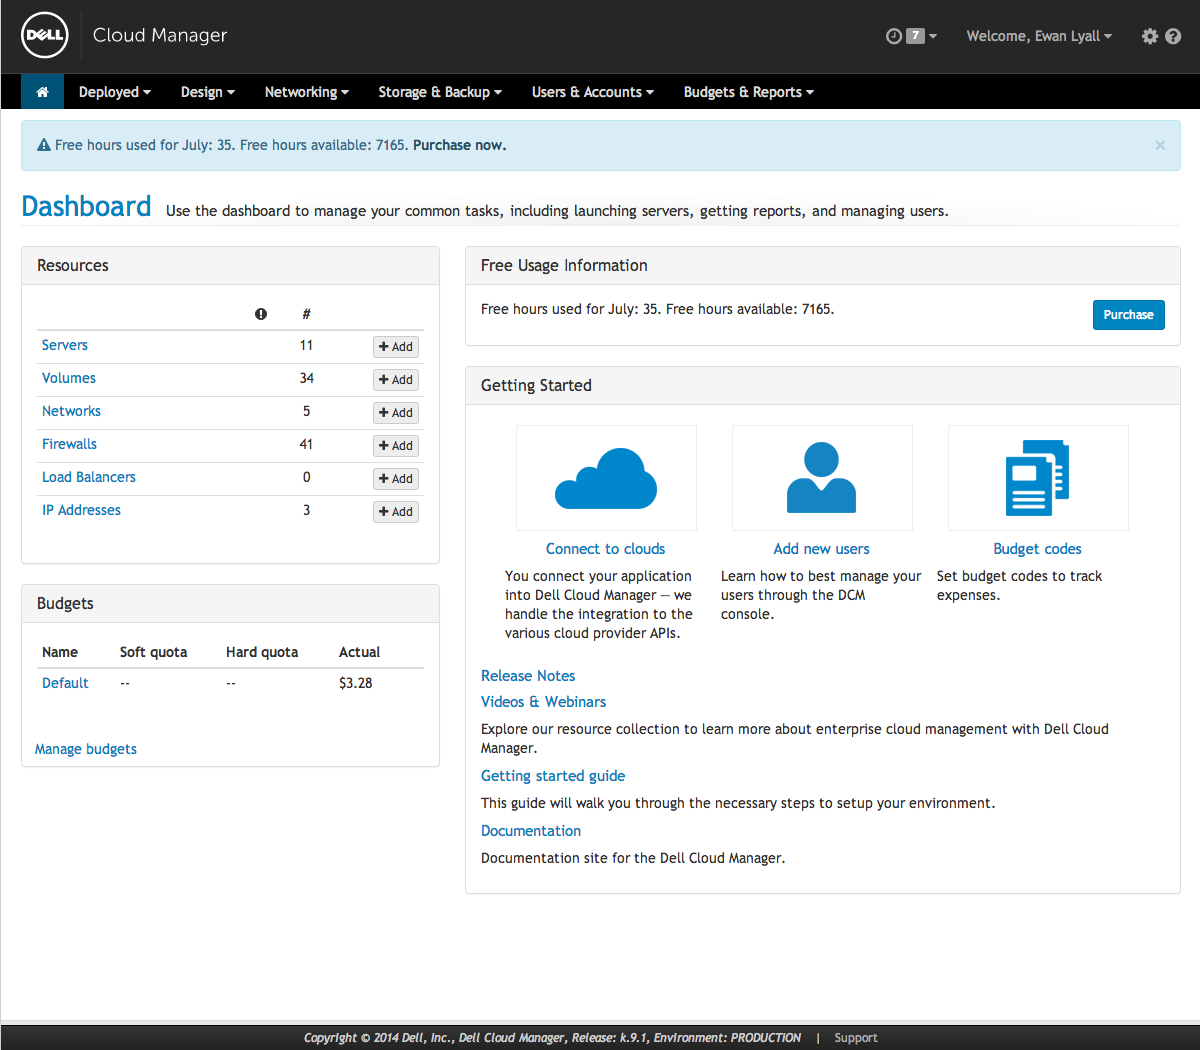 DELL Cloud Manager 7 Welcome, Ewan Lyall
Deployed Design Networking Storage & Backup Users & Accounts Budgets & Reports
Free hours used for July: 35. Free hours available: 7165. Purchase now. ×
Dashboard Use the dashboard to manage your common tasks, including launching servers, getting reports, and managing users.
Resources
#
Servers 11 Add
Volumes 34 Add
Networks 5 Add
Firewalls 41 Add
Load Balancers 0 Add
IP Addresses 3 Add
Budgets
Name Soft quota Hard quota Actual
Default -- -- $3.28
Manage budgets
Free Usage Information
Free hours used for July: 35. Free hours available: 7165.
Purchase
Getting Started
Connect to clouds
You connect your application
into Dell Cloud Manager — we
handle the integration to the
various cloud provider APIs.
Add new users
Learn how to best manage your
users through the DCM
console.
Budget codes
Set budget codes to track
expenses.
Release Notes
Videos & Webinars
Explore our resource collection to learn more about enterprise cloud management with Dell Cloud
Manager.
Getting started guide
This guide will walk you through the necessary steps to setup your environment.
Documentation
Documentation site for the Dell Cloud Manager.
Copyright © 2014 Dell, Inc., Dell Cloud Manager, Release: k.9.1, Environment: PRODUCTION | Support